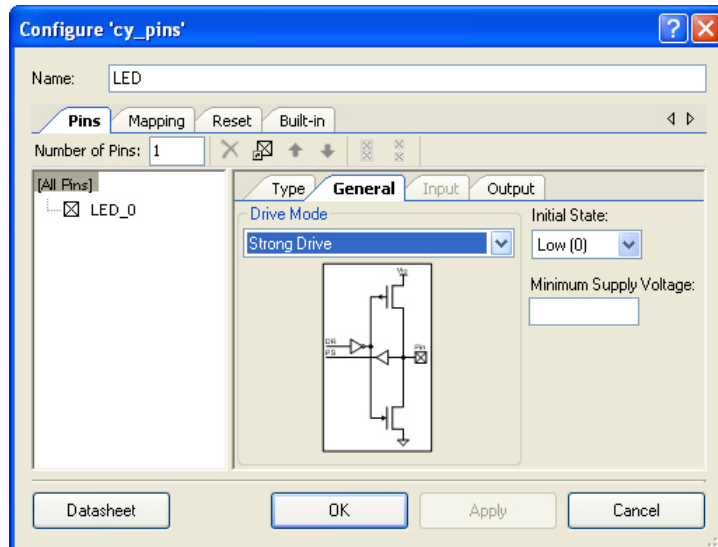 Configure 'cy_pins'
Name: LED
Pins Mapping Reset Built-in
Number of Pins: 1
[All Pins]
LED_0
Type General Input Output
Drive Mode
Strong Drive
Initial State:
Low (0)
Minimum Supply Voltage:
Vio
DR
PS
Pin
Datasheet OK Apply Cancel